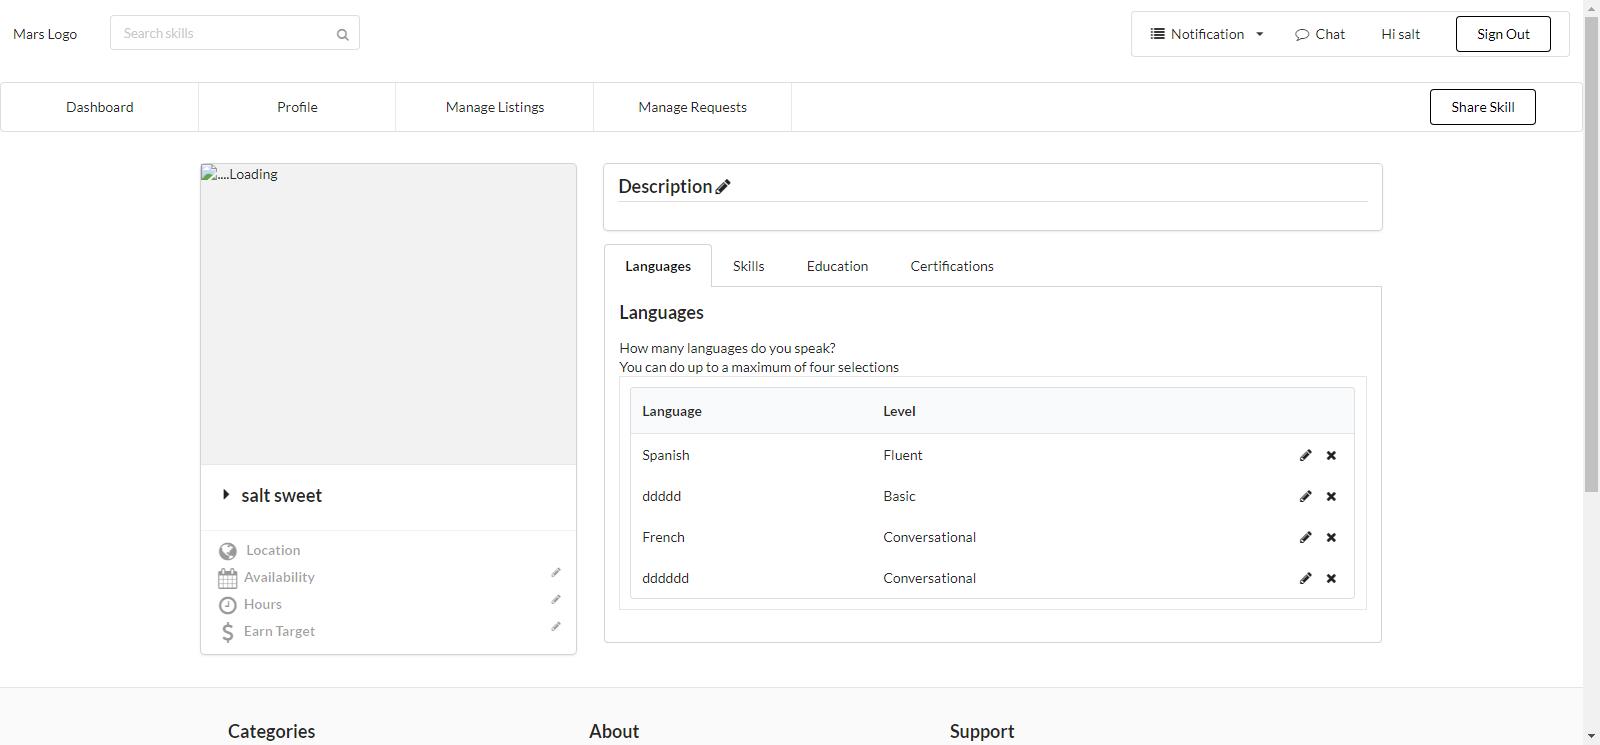 Mars Logo
Search skills
Notification
Chat
Hi salt
Sign Out
Dashboard
Profile
Manage Listings
Manage Requests
Share Skill
....Loading
salt sweet
Location
Availability
Hours
Earn Target
Description
Languages
Skills
Education
Certifications
Languages
How many languages do you speak?
You can do up to a maximum of four selections
Language Level
Spanish Fluent
ddddd Basic
French Conversational
dddddd Conversational
Categories
About
Support